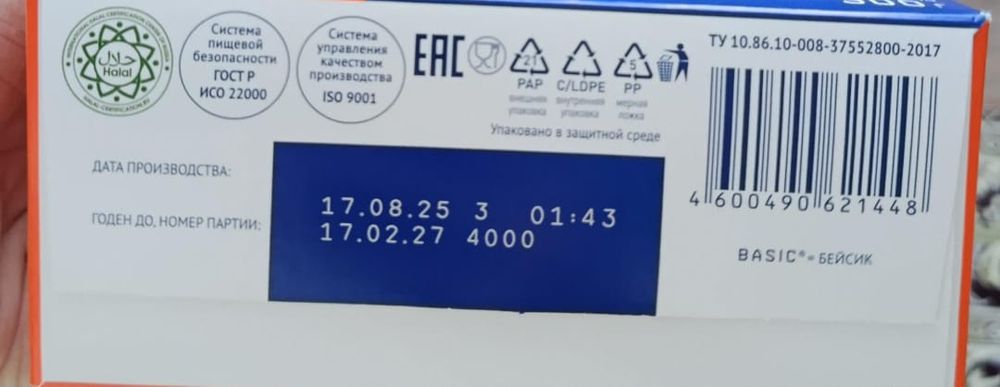 حلال
Halal
Система
пищевой
безопасности
ГОСТ Р
ИСО 22000
Система
управления
качеством
производства
ISO 9001
EAC
21
PAP
внешняя
упаковка
C/LDPE
внутренняя
упаковка
5
PP
мерная
ложка
Упаковано в защитной среде
ТУ 10.86.10-008-37552800-2017
4 600490 621448
BASIC® - БЕЙСИК
ДАТА ПРОИЗВОДСТВА:
17.08.25 3 01:43
ГОДЕН ДО, НОМЕР ПАРТИИ:
17.02.27 4000